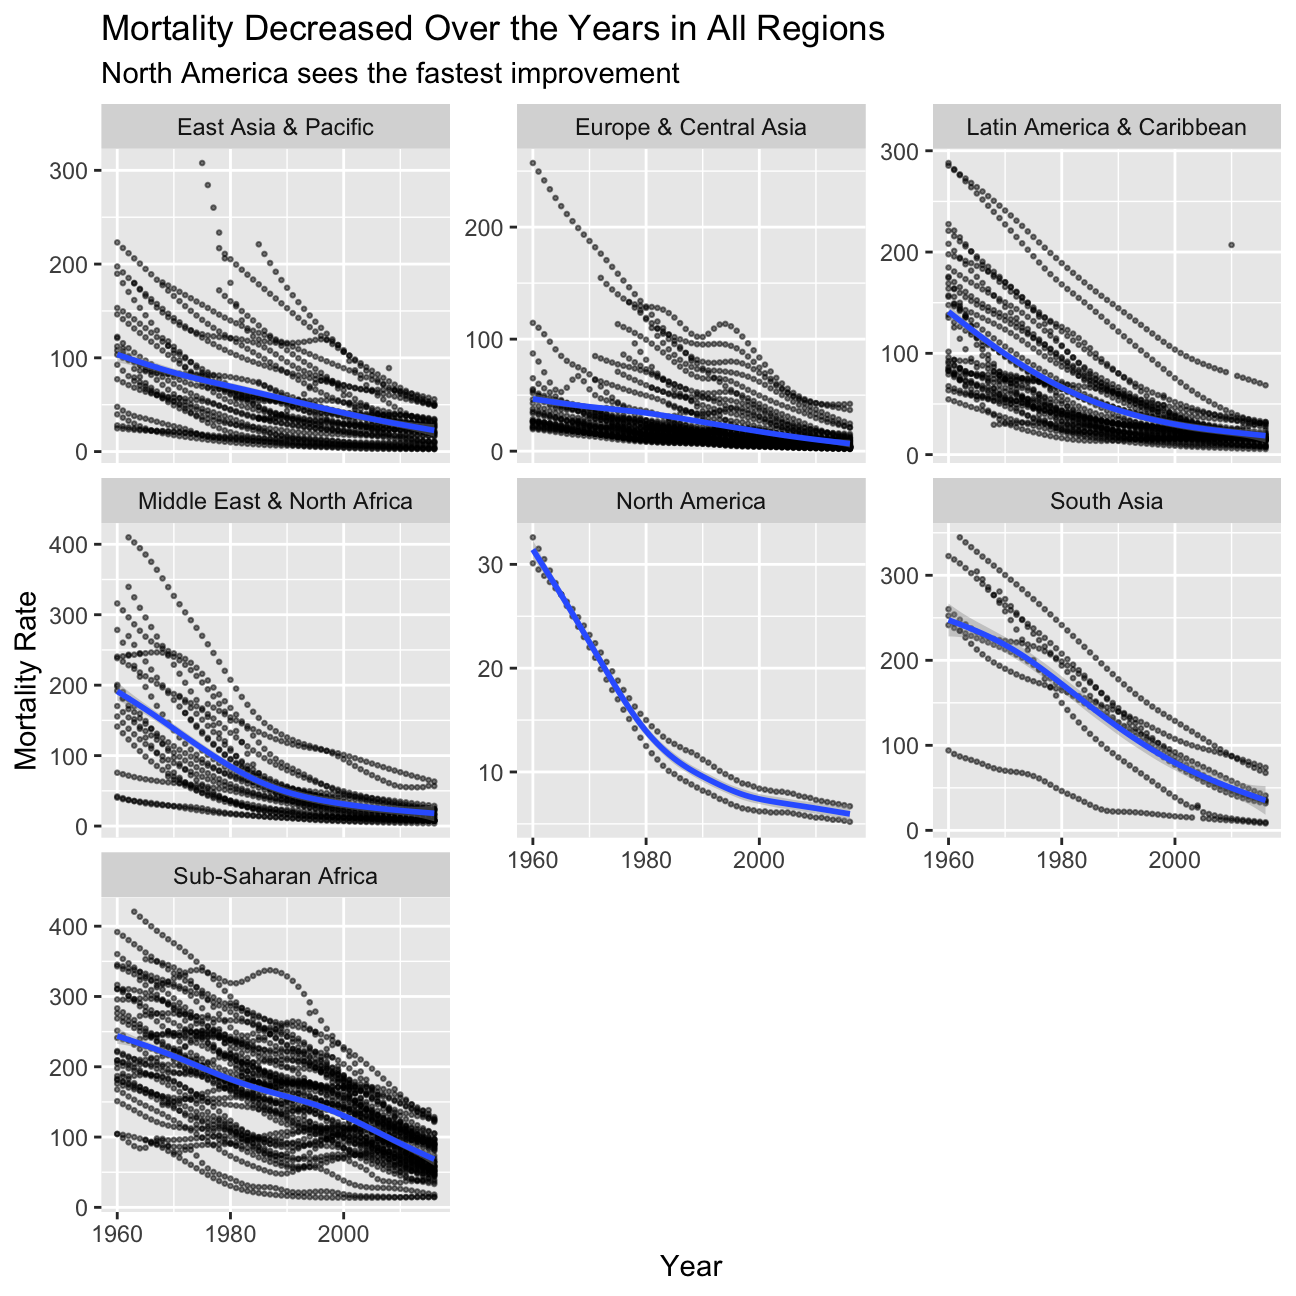 Mortality Decreased Over the Years in All Regions
North America sees the fastest improvement
East Asia & Pacific
Europe & Central Asia
Latin America & Caribbean
300
200
100
0
200
100
0
300
200
100
0
Middle East & North Africa
North America
South Asia
400
300
200
100
0
30
20
10
300
200
100
0
1960 1980 2000
1960 1980 2000
Sub-Saharan Africa
400
300
200
100
0
1960 1980 2000
Mortality Rate
Year